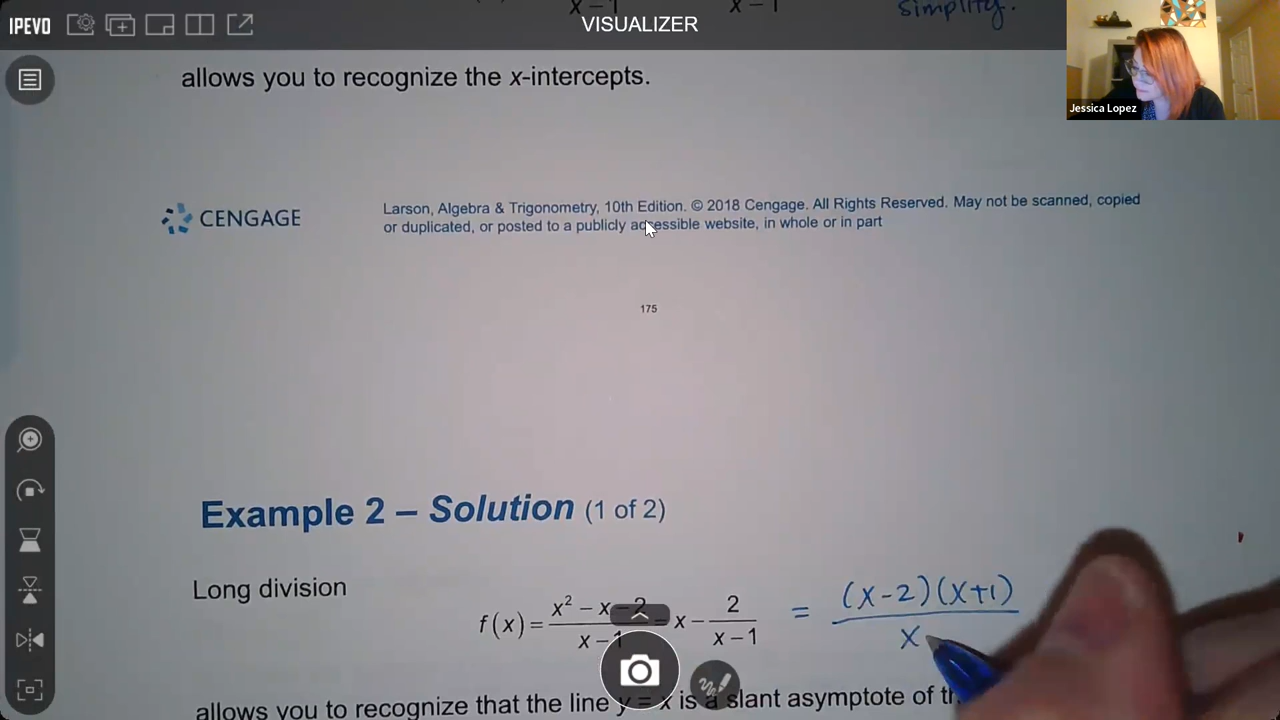 IPEVO
VISUALIZER
x – 1 x – 1 simplify.
allows you to recognize the x-intercepts.
Jessica Lopez
CENGAGE
Larson, Algebra & Trigonometry, 10th Edition. © 2018 Cengage. All Rights Reserved. May not be scanned, copied
or duplicated, or posted to a publicly accessible website, in whole or in part
175
Example 2 – Solution (1 of 2)
Long division
f(x) = x² – x – 2 / x – 1 = x – 2 / x – 1 = (x-2)(x+1) / x
allows you to recognize that the line y = x is a slant asymptote of